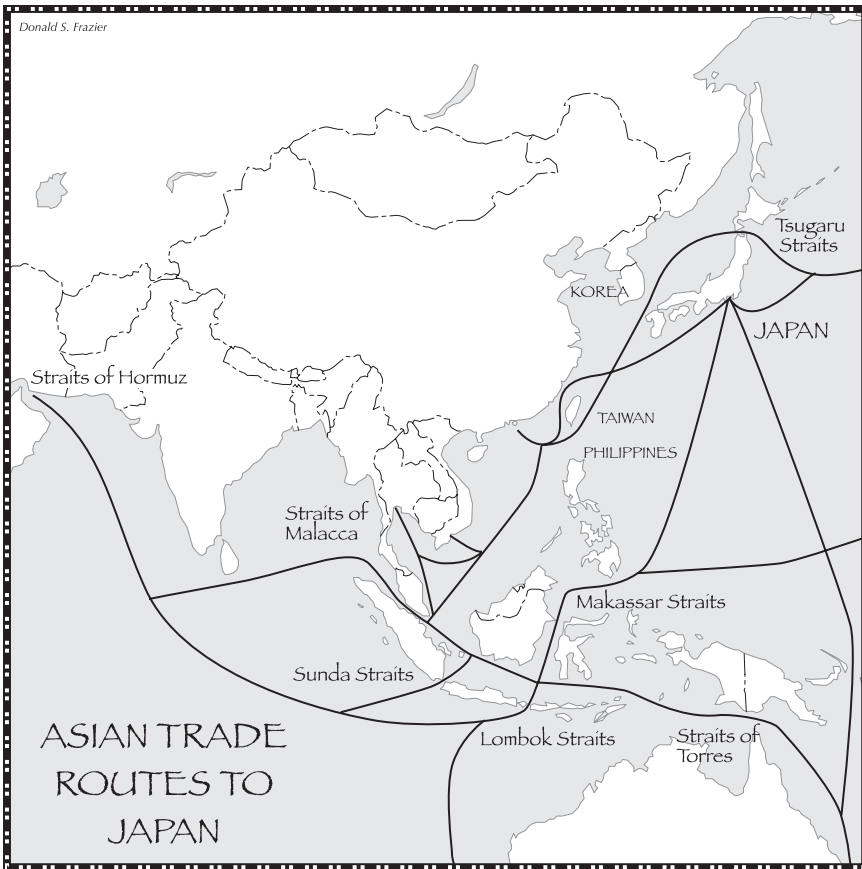 Donald S. Frazier
Tsugaru
Straits
KOREA
JAPAN
Straits of Hormuz
TAIWAN
PHILIPPINES
Straits of
Malacca
Makassar Straits
Sunda Straits
Lombok Straits
Straits of
Torres
ASIAN TRADE
ROUTES TO
JAPAN